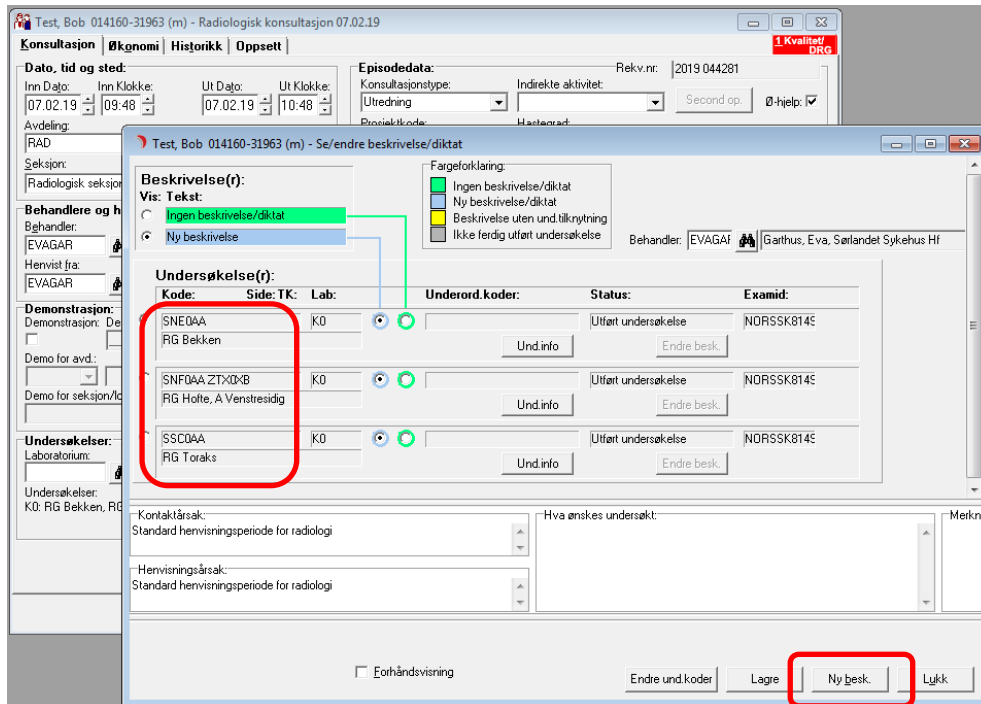 Test, Bob 014160-31963 (m) - Radiologisk konsultasjon 07.02.19
Konsultasjon Økonomi Historikk Oppsett
1 Kvalitet/
DRG
Dato, tid og sted:
Inn Dato: Inn Klokke: Ut Dato: Ut Klokke:
07.02.19 09:48 07.02.19 10:48
Avdeling:
RAD
Seksjon:
Radiologisk seksjon
Episodedata: Rekv.nr: 2019 044281
Konsultasjonstype: Indirekte aktivitet:
Utredning Second op. Ø-hjelp:
Prosjektkode: Hastegrad:
Behandlere og h
Behandler:
EVAGAR
Henvist fra:
EVAGAR
Demonstrasjon:
Demonstrasjon: De
Demo for avd.:
Demo for seksjon/lo
Undersøkelser:
Laboratorium:
Undersøkelser:
K0: RG Bekken, RG
Test, Bob 014160-31963 (m) - Se/endre beskrivelse/diktat
Beskrivelse(r):
Vis: Tekst:
Ingen beskrivelse/diktat
Ny beskrivelse
Fargeforklaring:
Ingen beskrivelse/diktat
Ny beskrivelse/diktat
Beskrivelse uten und.tilknytning
Ikke ferdig utført undersøkelse
Behandler: EVAGAR Garthus, Eva, Sørlandet Sykehus Hf
Undersøkelse(r):
Kode: Side: TK: Lab: Underord.koder: Status: Examid:
SNE0AA K0 Utført undersøkelse NORSSK8149
RG Bekken Und.info Endre besk.
SNF0AA ZTX0XB K0 Utført undersøkelse NORSSK8149
RG Hofte, A Venstresidig Und.info Endre besk.
SSC0AA K0 Utført undersøkelse NORSSK8149
RG Toraks Und.info Endre besk.
Kontaktårsak:
Standard henvisningsperiode for radiologi
Henvisningsårsak:
Standard henvisningsperiode for radiologi
Hva ønskes undersøkt:
Merkn
Forhåndsvisning
Endre und.koder Lagre Ny besk. Lukk